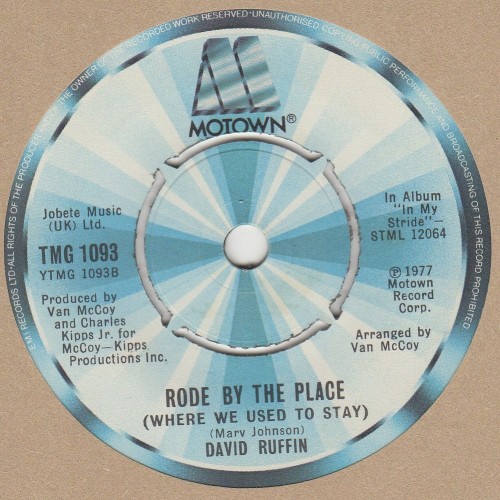 EMI RECORDS LTD·ALL RIGHTS OF THE PRODUCER AND OF THE OWNER OF THE RECORDED WORK RESERVED·UNAUTHORISED COPYING PUBLIC PERFORMANCE AND BROADCASTING OF THIS RECORD PROHIBITED
MOTOWN®
Jobete Music
(UK) Ltd.
TMG 1093
YTMG 1093B
Produced by
Van McCoy
and Charles
Kipps Jr. for
McCoy–Kipps
Productions Inc.
In Album
"In My
Stride"–
STML 12064
℗ 1977
Motown
Record
Corp.
Arranged by
Van McCoy
RODE BY THE PLACE
(WHERE WE USED TO STAY)
(Marv Johnson)
DAVID RUFFIN